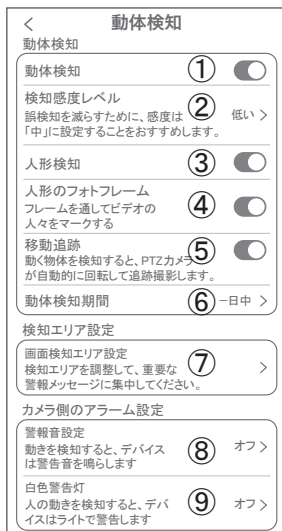 < 動体検知
動体検知
動体検知 ①
検知感度レベル
誤検知を減らすために、感度は
「中」に設定することをおすすめします。
② 低い >
人形検知 ③
人形のフォトフレーム
フレームを通してビデオの
人々をマークする
④
移動追跡
動く物体を検知すると、PTZカメラ
が自動的に回転して追跡撮影します。
⑤
動体検知期間 ⑥ 一日中 >
検知エリア設定
画面検知エリア設定
検知エリアを調整して、重要な
警報メッセージに集中してください。
⑦ >
カメラ側のアラーム設定
警報音設定
動きを検知すると、デバイス
は警告音を鳴らします
⑧ オフ >
白色警告灯
人の動きを検知すると、デバ
イスはライトで警告します
⑨ オフ >